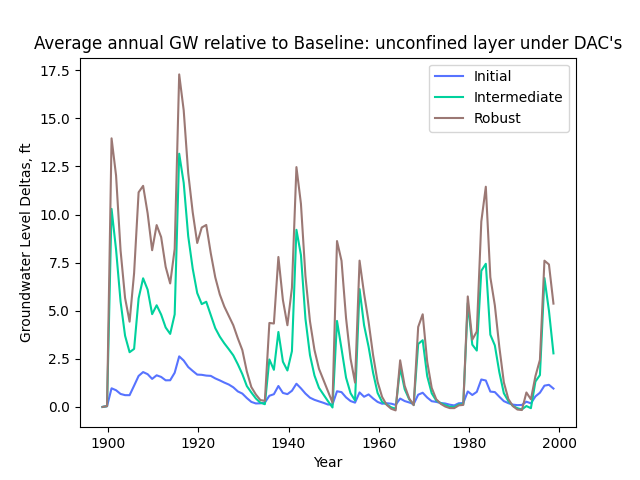 Average annual GW relative to Baseline: unconfined layer under DAC's
Initial
Intermediate
Robust
Groundwater Level Deltas, ft
17.5
15.0
12.5
10.0
7.5
5.0
2.5
0.0
1900 1920 1940 1960 1980 2000
Year